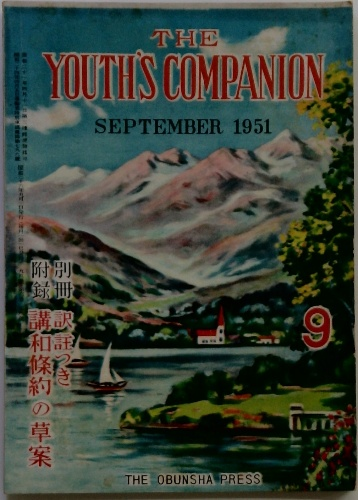 THE
YOUTH'S COMPANION
SEPTEMBER 1951
別冊
附錄
訳註つき
講和條約の草案
9
THE OBUNSHA PRESS